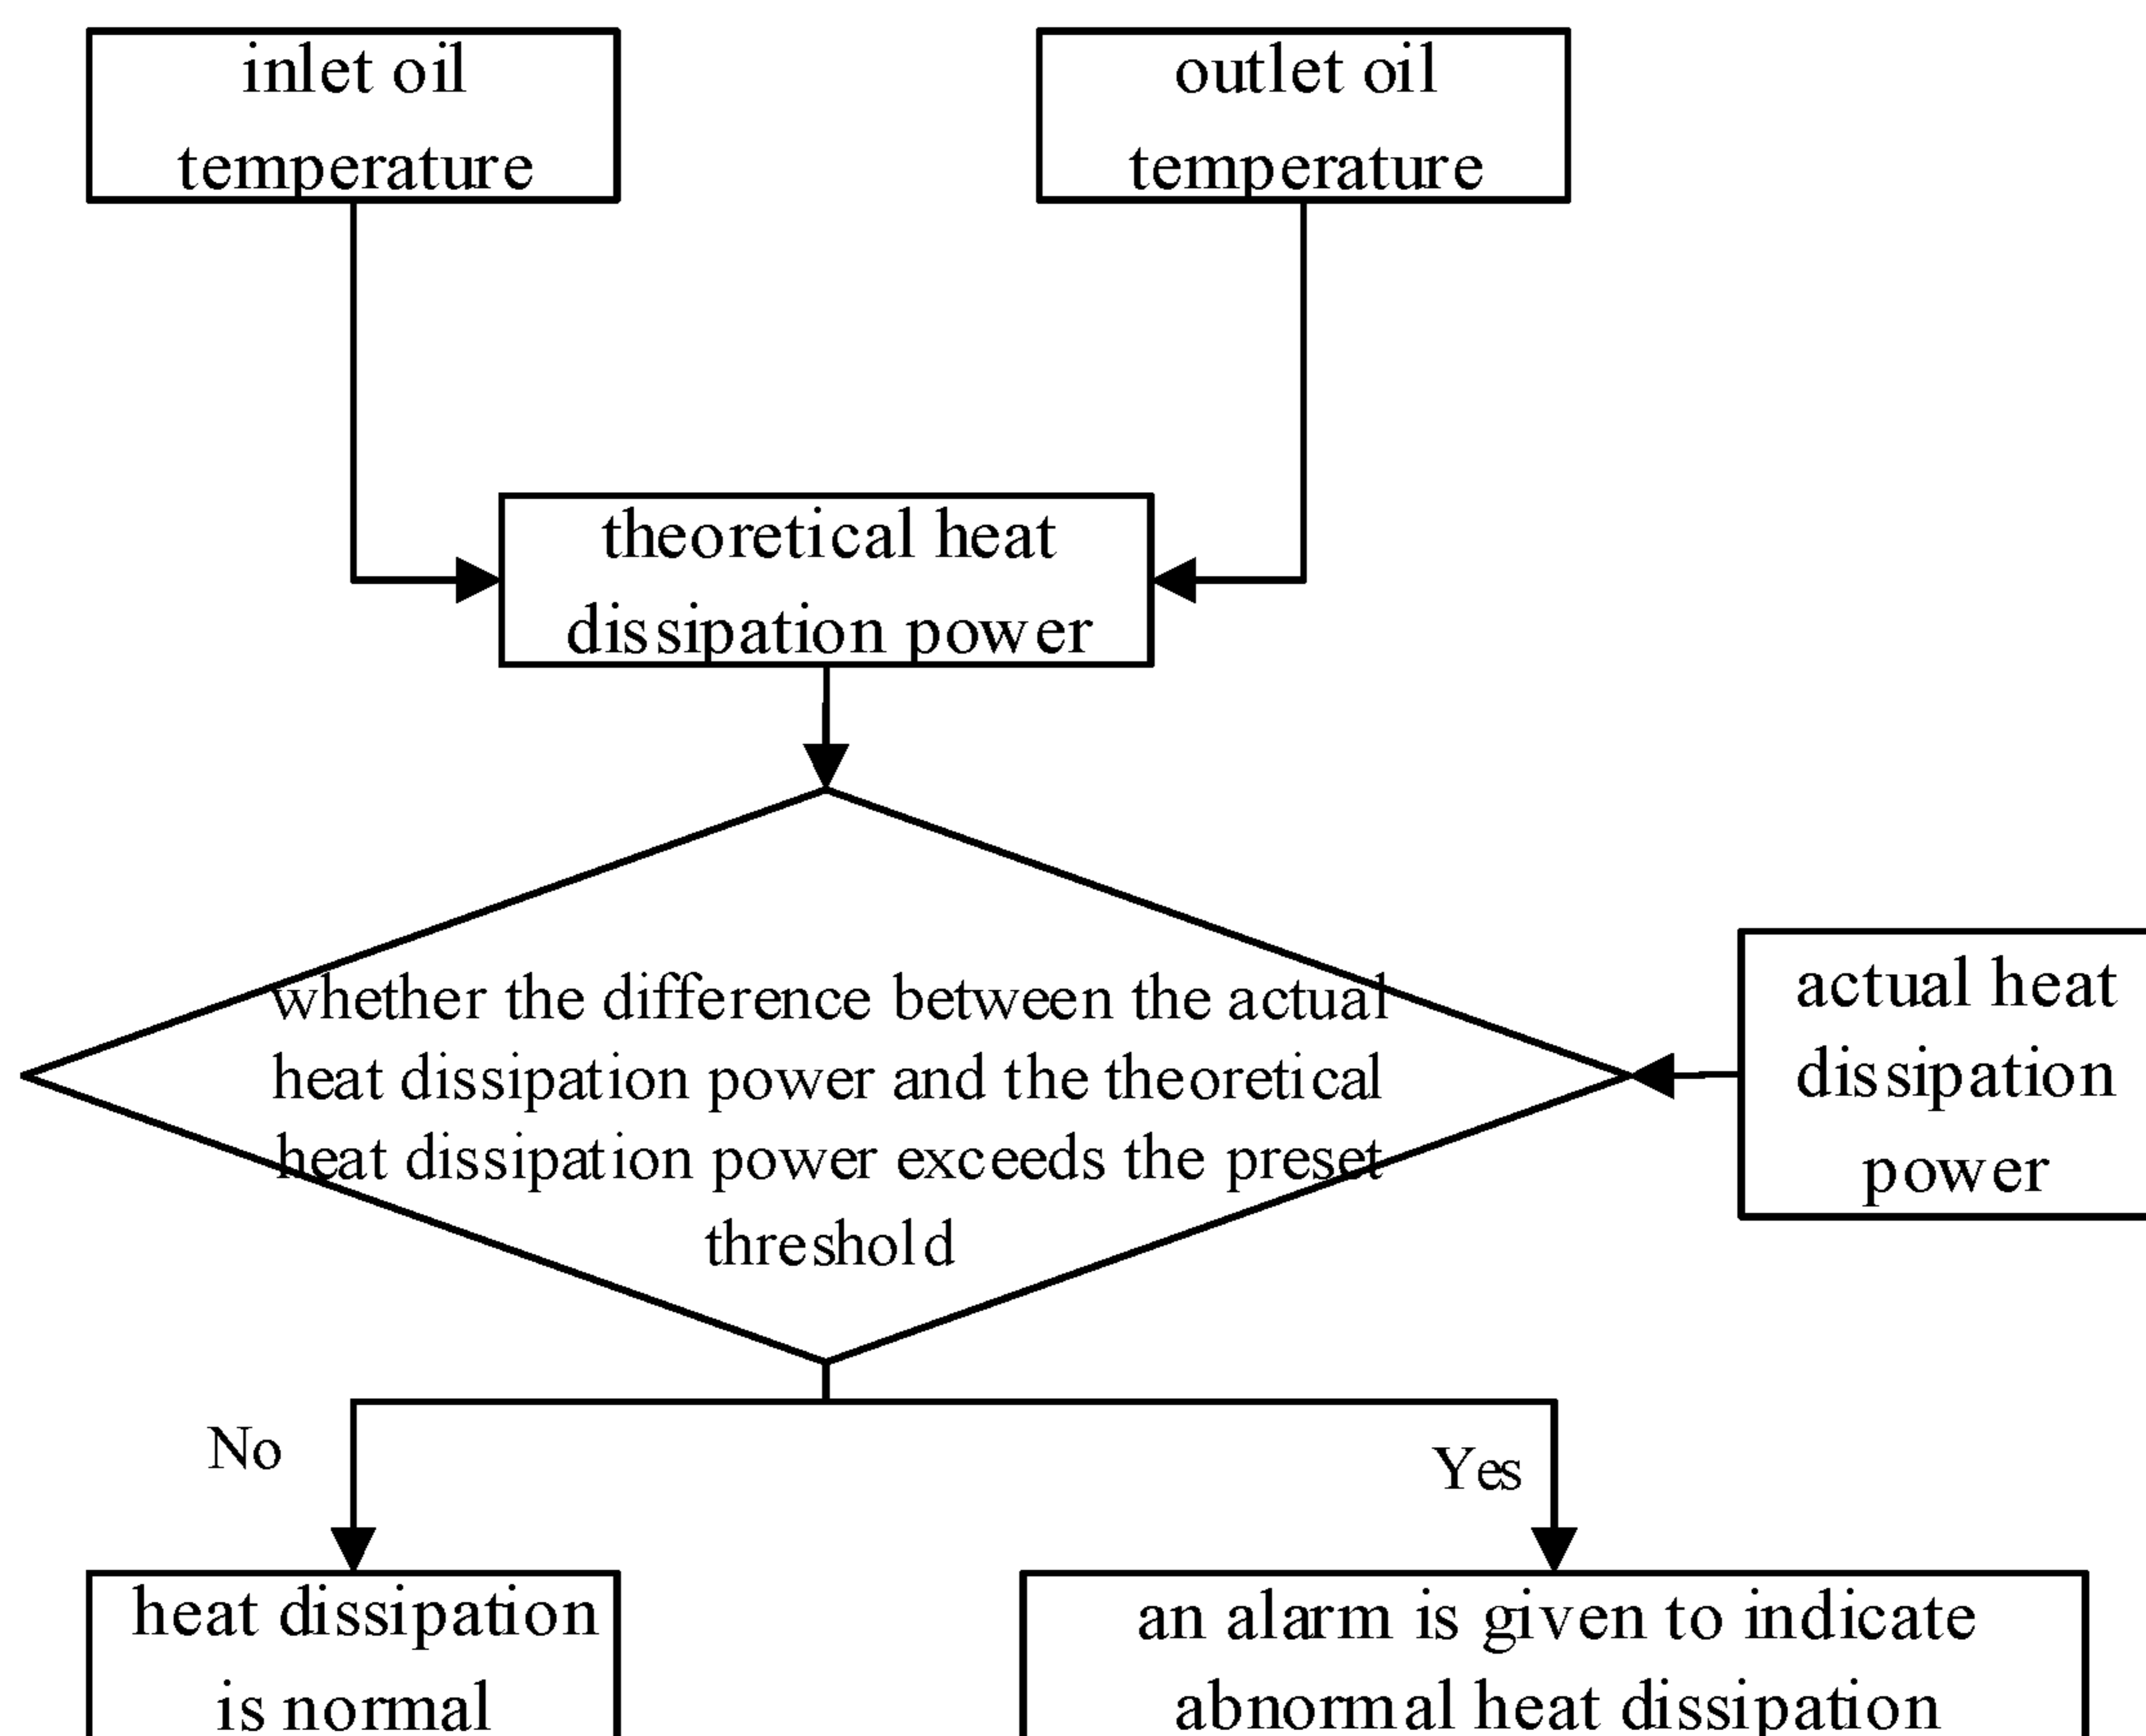 inlet oil
temperature
outlet oil
temperature
theoretical heat
dissipation power
whether the difference between the actual
heat dissipation power and the theoretical
heat dissipation power exceeds the preset
threshold
actual heat
dissipation
power
No
Yes
heat dissipation
is normal
an alarm is given to indicate
abnormal heat dissipation